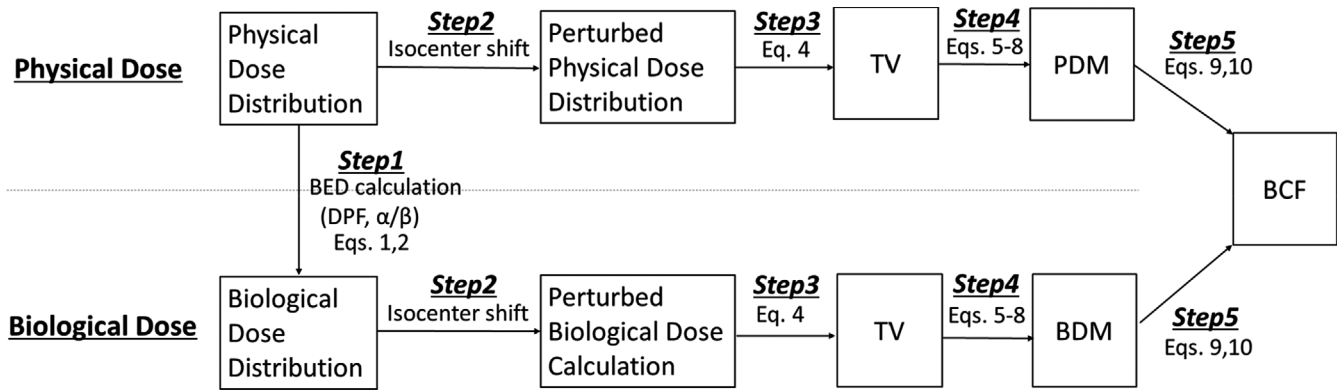 Physical Dose
Physical
Dose
Distribution
Step2
Isocenter shift
Perturbed
Physical Dose
Distribution
Step3
Eq. 4
TV
Step4
Eqs. 5-8
PDM
Step5
Eqs. 9,10
Step1
BED calculation
(DPF, α/β)
Eqs. 1,2
BCF
Biological Dose
Biological
Dose
Distribution
Step2
Isocenter shift
Perturbed
Biological Dose
Calculation
Step3
Eq. 4
TV
Step4
Eqs. 5-8
BDM
Step5
Eqs. 9,10